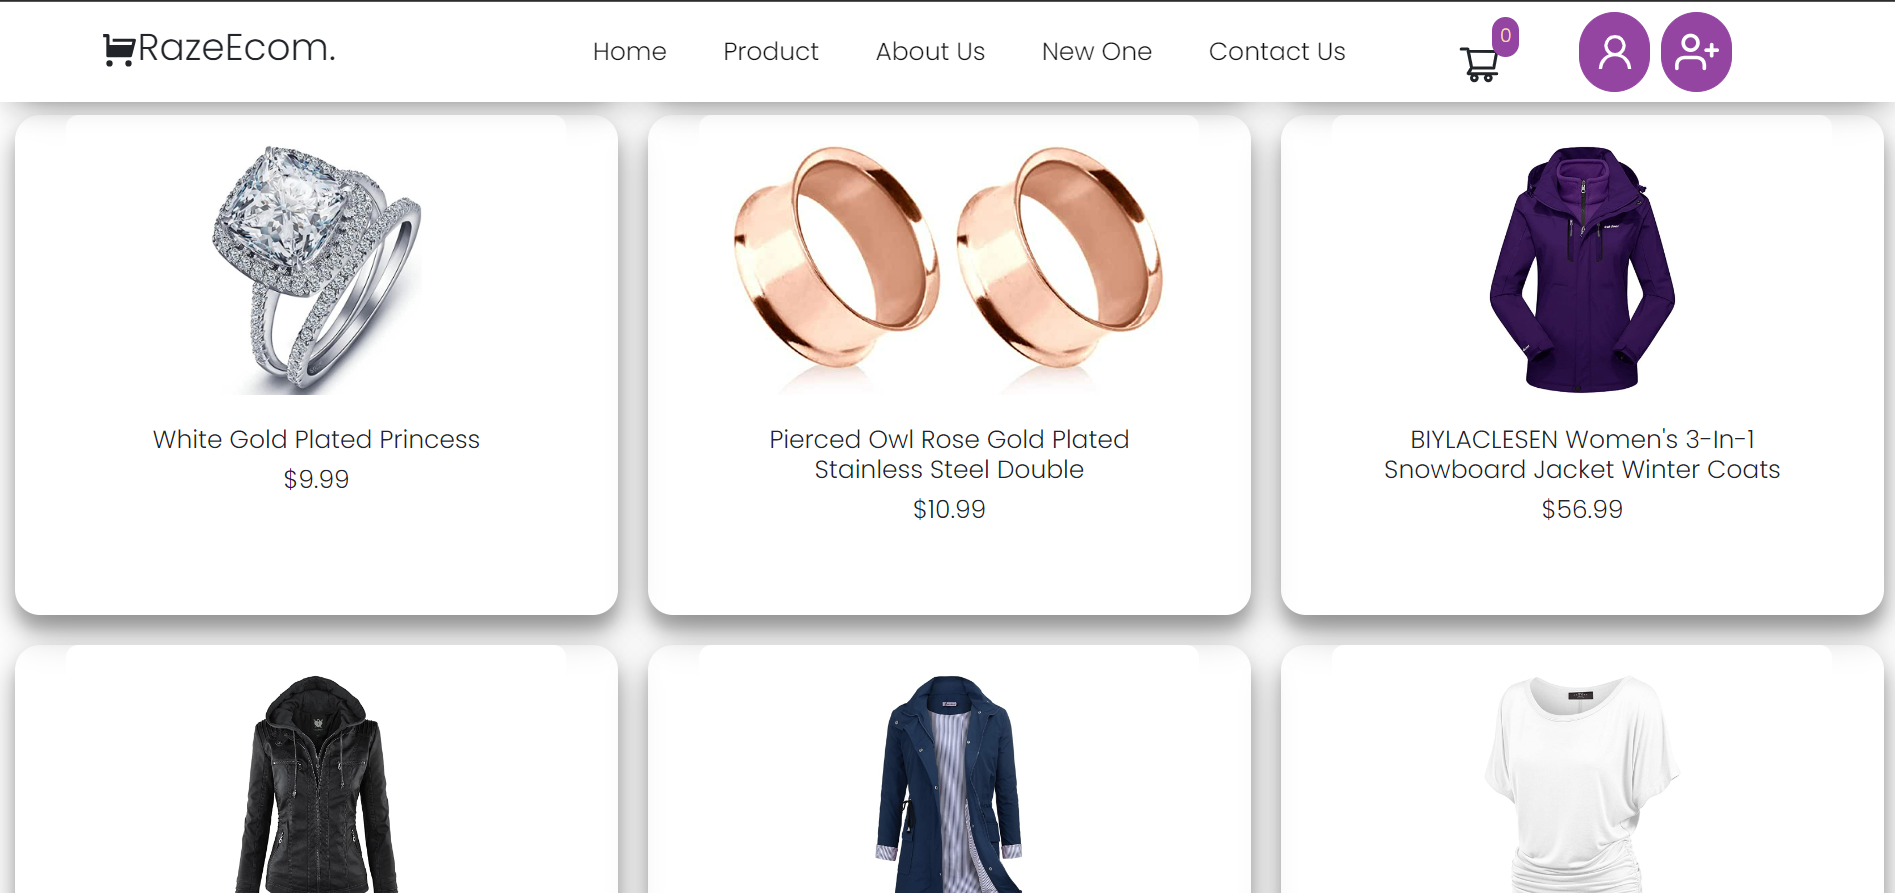 RazeEcom.
Home
Product
About Us
New One
Contact Us
0
White Gold Plated Princess
$9.99
Pierced Owl Rose Gold Plated
Stainless Steel Double
$10.99
BIYLACLESEN Women's 3-In-1
Snowboard Jacket Winter Coats
$56.99